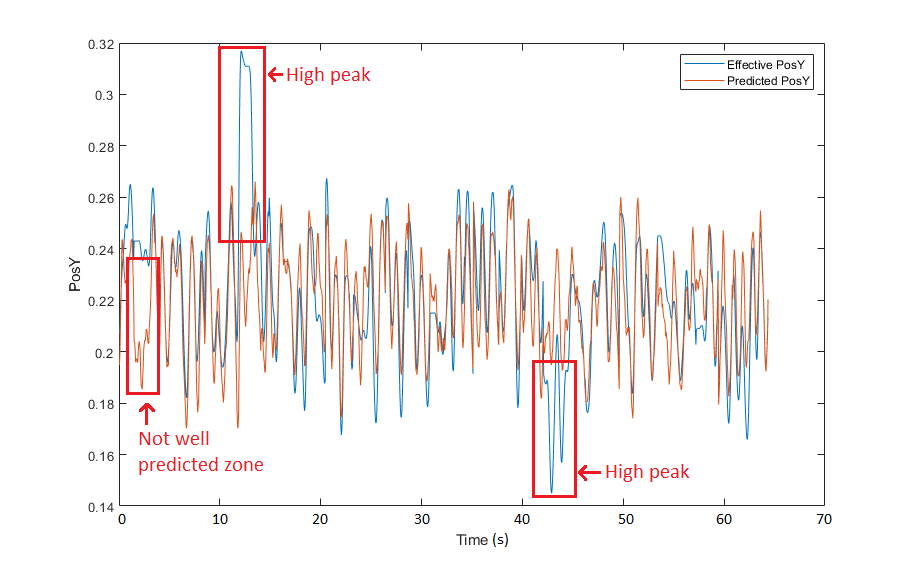 0.32
0.3
0.28
0.26
0.24
0.22
0.2
0.18
0.16
0.14
PosY
0 10 20 30 40 50 60 70
Time (s)
Effective PosY
Predicted PosY
High peak
Not well
predicted zone
High peak